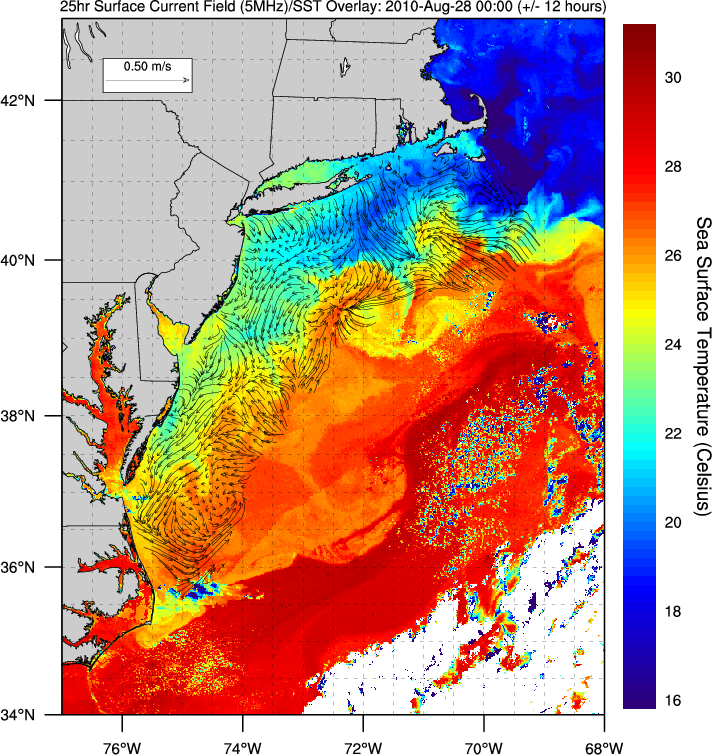 25hr Surface Current Field (5MHz)/SST Overlay: 2010-Aug-28 00:00 (+/- 12 hours)
0.50 m/s
42°N
40°N
38°N
36°N
34°N
76°W
74°W
72°W
70°W
68°W
30
28
26
24
22
20
18
16
Sea Surface Temperature (Celsius)